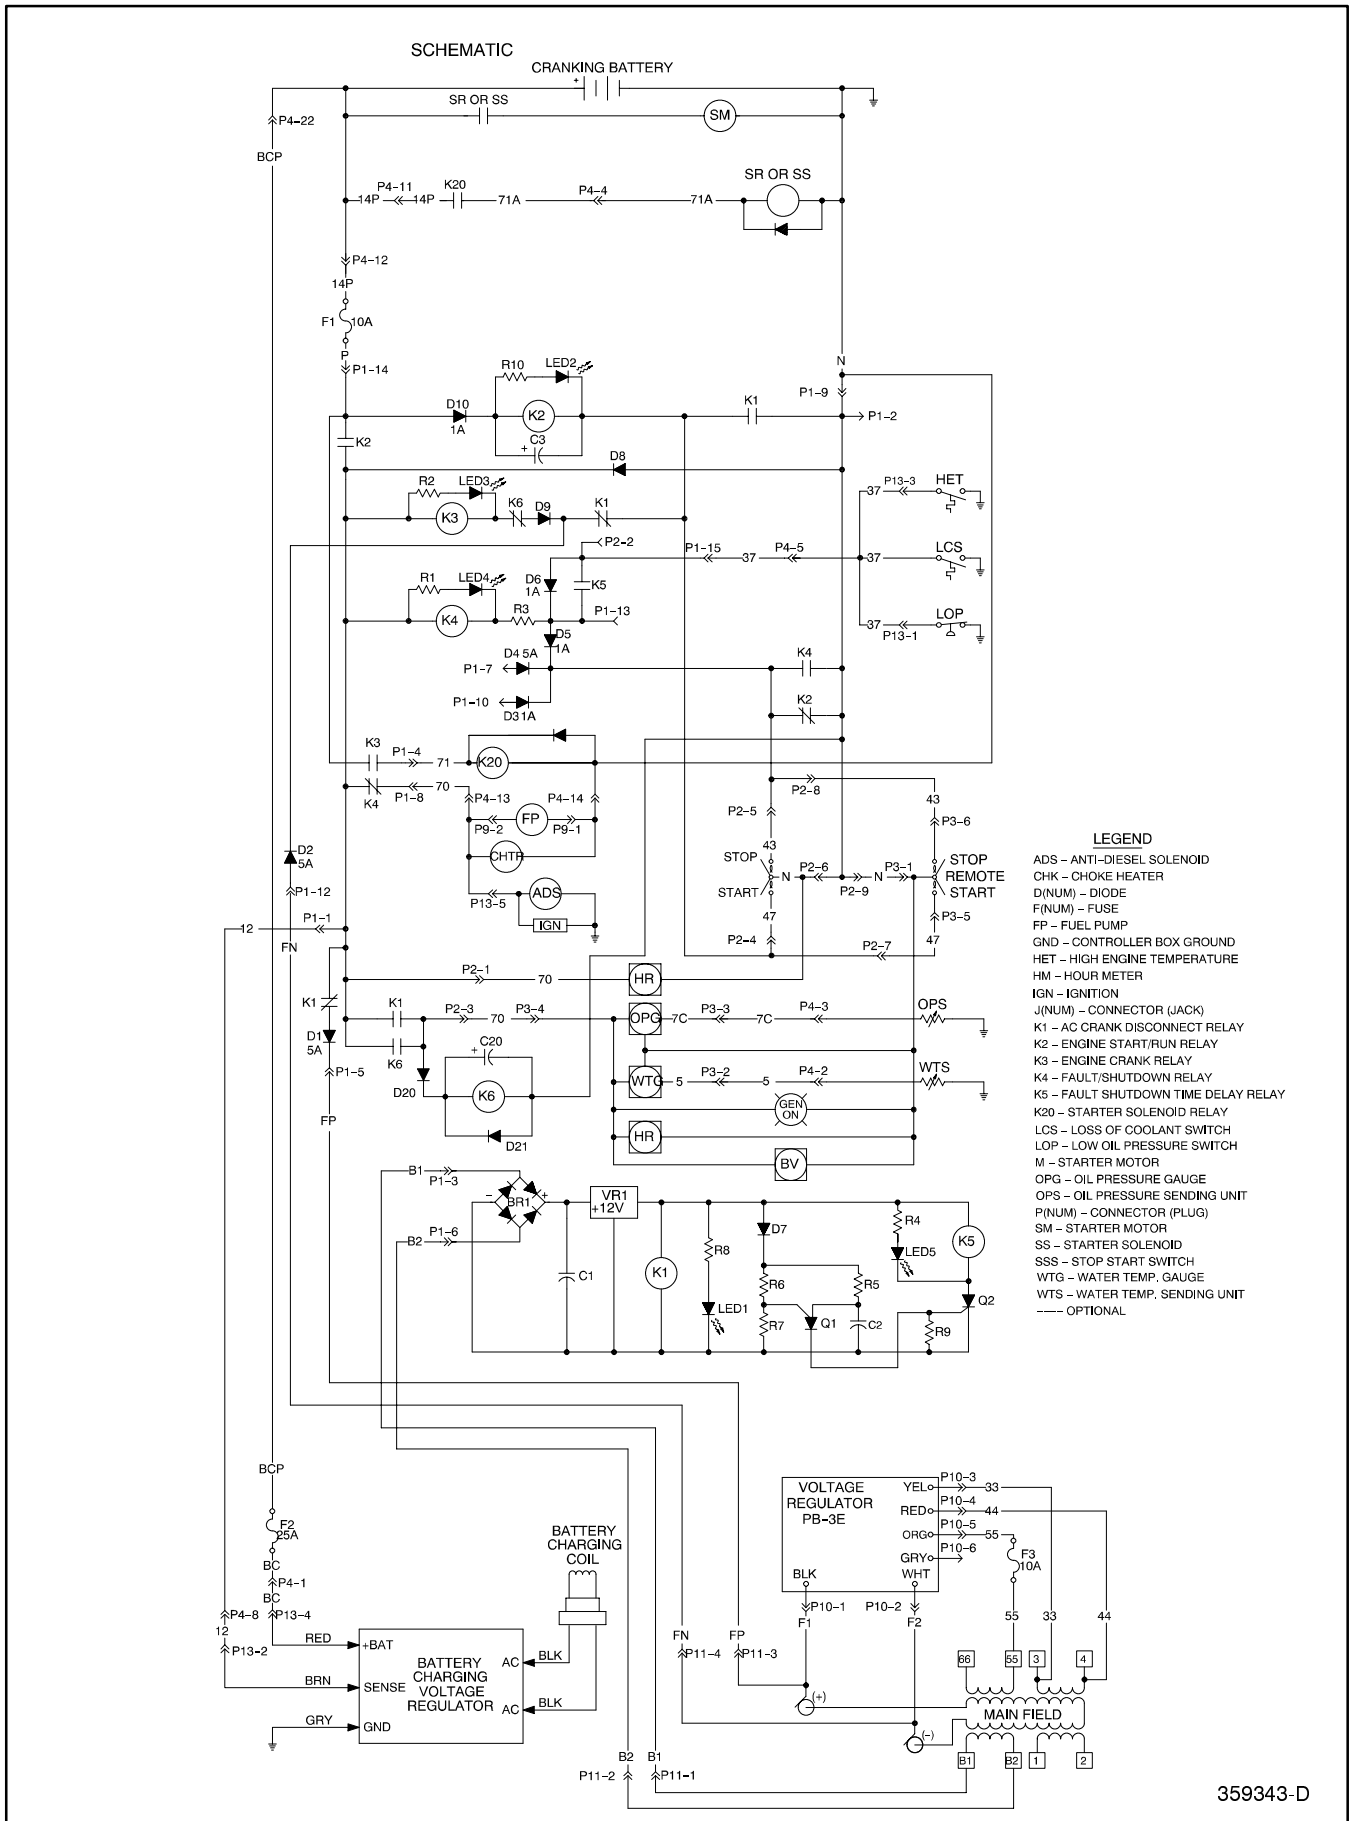 SCHEMATIC
CRANKING BATTERY
+
SR OR SS
SM
P4-22
BCP
SR OR SS
P4-11
K20
P4-4
14P
14P
71A
71A
P4-12
14P
F1
10A
P
P1-14
N
R10
LED2
P1-9
D10
1A
K2
K1
P1-2
+
C3
K2
D8
R2
LED3
K6
D9
K1
P13-3
HET
37
K3
P2-2
P1-15
P4-5
LCS
37
37
R1
LED4
D6
1A
K5
R3
P1-13
LOP
K4
37
P13-1
D5
1A
D4 5A
K4
P1-7
P1-10
K2
D3 1A
K3
P1-4
71
K20
K4
P1-8
70
P4-13
P4-14
P2-8
43
P2-5
P3-6
FP
P9-2
P9-1
43
D2
5A
CHTR
STOP
START
N
P2-6
P2-9
N
P3-1
STOP
REMOTE
START
P1-12
P13-5
ADS
IGN
47
P3-5
12
P1-1
P2-4
P2-7
47
FN
P2-1
70
HR
K1
K1
P2-3
70
P3-4
OPG
7C
P3-3
7C
P4-3
OPS
D1
5A
K6
+
C20
P1-5
D20
K6
WTG
5
P3-2
5
P4-2
WTS
GEN
ON
FP
D21
HR
BV
LEGEND
ADS – ANTI-DIESEL SOLENOID
CHK – CHOKE HEATER
D(NUM) – DIODE
F(NUM) – FUSE
FP – FUEL PUMP
GND – CONTROLLER BOX GROUND
HET – HIGH ENGINE TEMPERATURE
HM – HOUR METER
IGN – IGNITION
J(NUM) – CONNECTOR (JACK)
K1 – AC CRANK DISCONNECT RELAY
K2 – ENGINE START/RUN RELAY
K3 – ENGINE CRANK RELAY
K4 – FAULT/SHUTDOWN RELAY
K5 – FAULT SHUTDOWN TIME DELAY RELAY
K20 – STARTER SOLENOID RELAY
LCS – LOSS OF COOLANT SWITCH
LOP – LOW OIL PRESSURE SWITCH
M – STARTER MOTOR
OPG – OIL PRESSURE GAUGE
OPS – OIL PRESSURE SENDING UNIT
P(NUM) – CONNECTOR (PLUG)
SM – STARTER MOTOR
SS – STARTER SOLENOID
SSS – STOP START SWITCH
WTG – WATER TEMP. GAUGE
WTS – WATER TEMP. SENDING UNIT
---- OPTIONAL
B1
P1-3
–
BR1
+
VR1
+12V
B2
P1-6
C1
K1
R8
LED1
D7
R6
R7
R5
Q1
C2
R4
LED5
K5
R9
Q2
BCP
F2
25A
BC
P4-1
BC
P4-8
P13-4
12
P13-2
BATTERY
CHARGING
COIL
RED
+BAT
BRN
SENSE
GRY
GND
BATTERY
CHARGING
VOLTAGE
REGULATOR
AC
BLK
AC
BLK
VOLTAGE
REGULATOR
PB-3E
YEL
P10-3
33
RED
P10-4
44
ORG
P10-5
55
GRY
P10-6
F3
10A
BLK
WHT
P10-1
P10-2
F1
F2
FN
P11-4
FP
P11-3
55
33
44
66
55
3
4
(+)
MAIN FIELD
(-)
B1
B2
1
2
B2
B1
P11-2
P11-1
359343-D